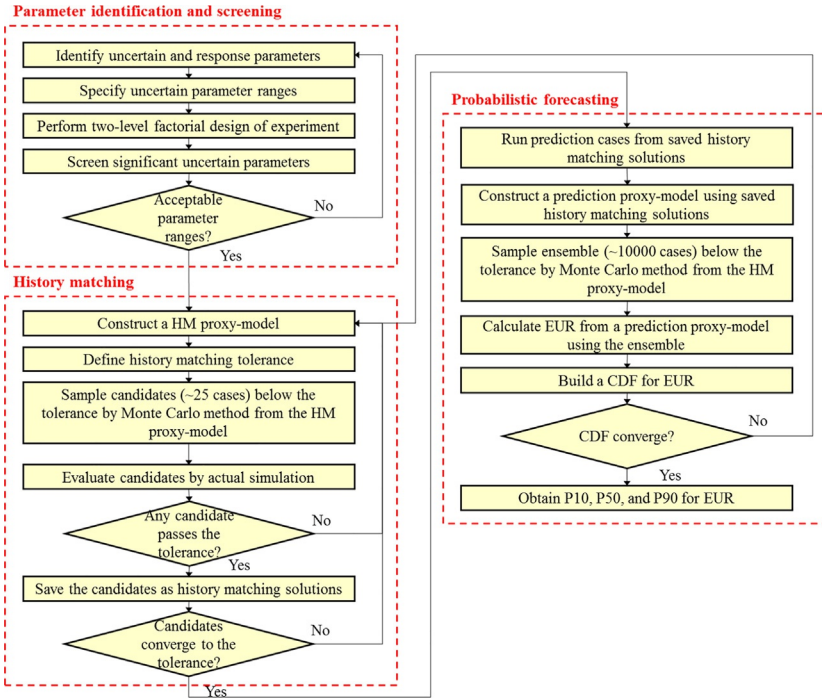 Parameter identification and screening
Identify uncertain and response parameters
Specify uncertain parameter ranges
Perform two-level factorial design of experiment
Screen significant uncertain parameters
Acceptable
parameter
ranges?
No
Yes
History matching
Construct a HM proxy-model
Define history matching tolerance
Sample candidates (~25 cases) below the
tolerance by Monte Carlo method from the HM
proxy-model
Evaluate candidates by actual simulation
Any candidate
passes the
tolerance?
No
Yes
Save the candidates as history matching solutions
Candidates
converge to the
tolerance?
No
Yes
Probabilistic forecasting
Run prediction cases from saved history
matching solutions
Construct a prediction proxy-model using saved
history matching solutions
Sample ensemble (~10000 cases) below the
tolerance by Monte Carlo method from the HM
proxy-model
Calculate EUR from a prediction proxy-model
using the ensemble
Build a CDF for EUR
CDF converge?
No
Yes
Obtain P10, P50, and P90 for EUR